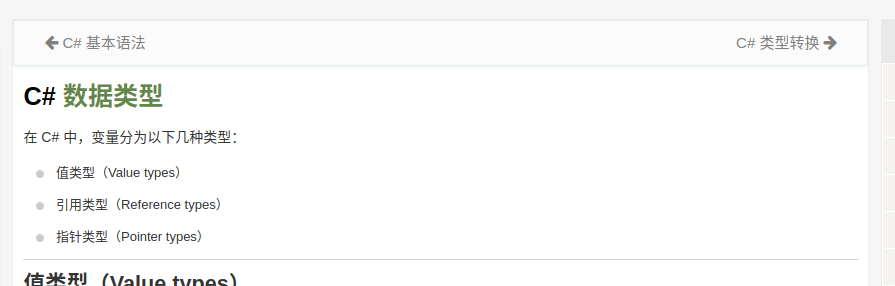 C# 基本语法
C# 类型转换
C# 数据类型
在 C# 中，变量分为以下几种类型：
值类型（Value types）
引用类型（Reference types）
指针类型（Pointer types）
值类型（Value types）